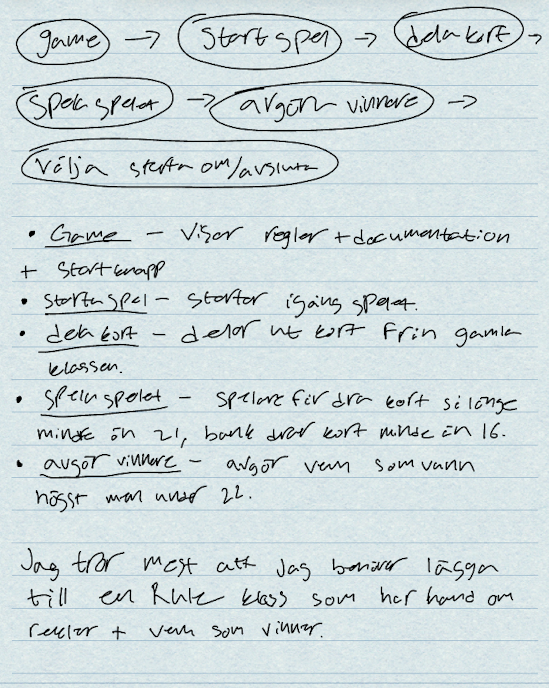 game → Starta spel → dela kort →
Spela spelet → avgöra vinnare →
Välja starta om/avsluta
• Game - Visar regler + documentation
+ startknapp
• starta spel - startar igång spelet.
• dela kort - delar ut kort från gamla
klassen.
• spela spelet - spelare får dra kort så länge
mindre än 21, bank drar kort minde än 16.
• avgör vinnare - avgör vem som vann
högst men under 22.
Jag tror mest att jag behöver lägga
till en Rule klass som har hand om
regler + vem som vinner.